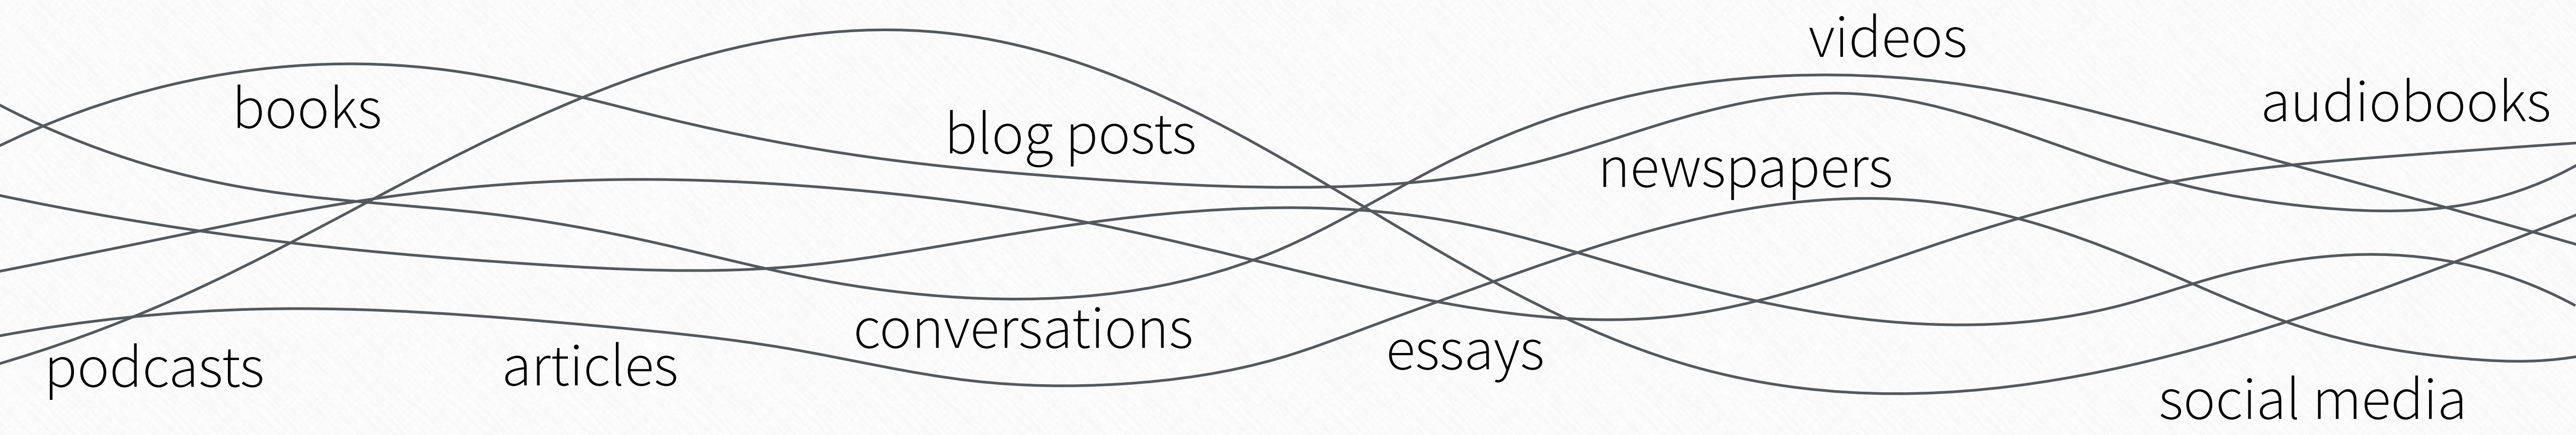 videos
audiobooks
books
blog posts
newspapers
conversations
essays
podcasts
articles
social media